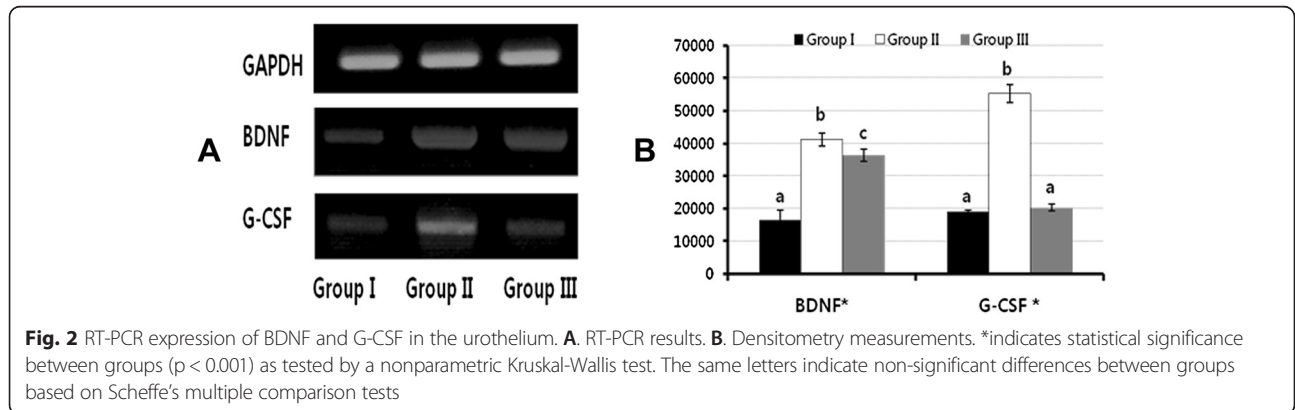 GAPDH
BDNF
G-CSF
A
Group I Group II Group III
B
Group I Group II Group III
70000
60000
50000
40000
30000
20000
10000
0
a
b
c
a
b
a
BDNF*
G-CSF *
Fig. 2 RT-PCR expression of BDNF and G-CSF in the urothelium. A. RT-PCR results. B. Densitometry measurements. *indicates statistical significance
between groups (p < 0.001) as tested by a nonparametric Kruskal-Wallis test. The same letters indicate non-significant differences between groups
based on Scheffe's multiple comparison tests